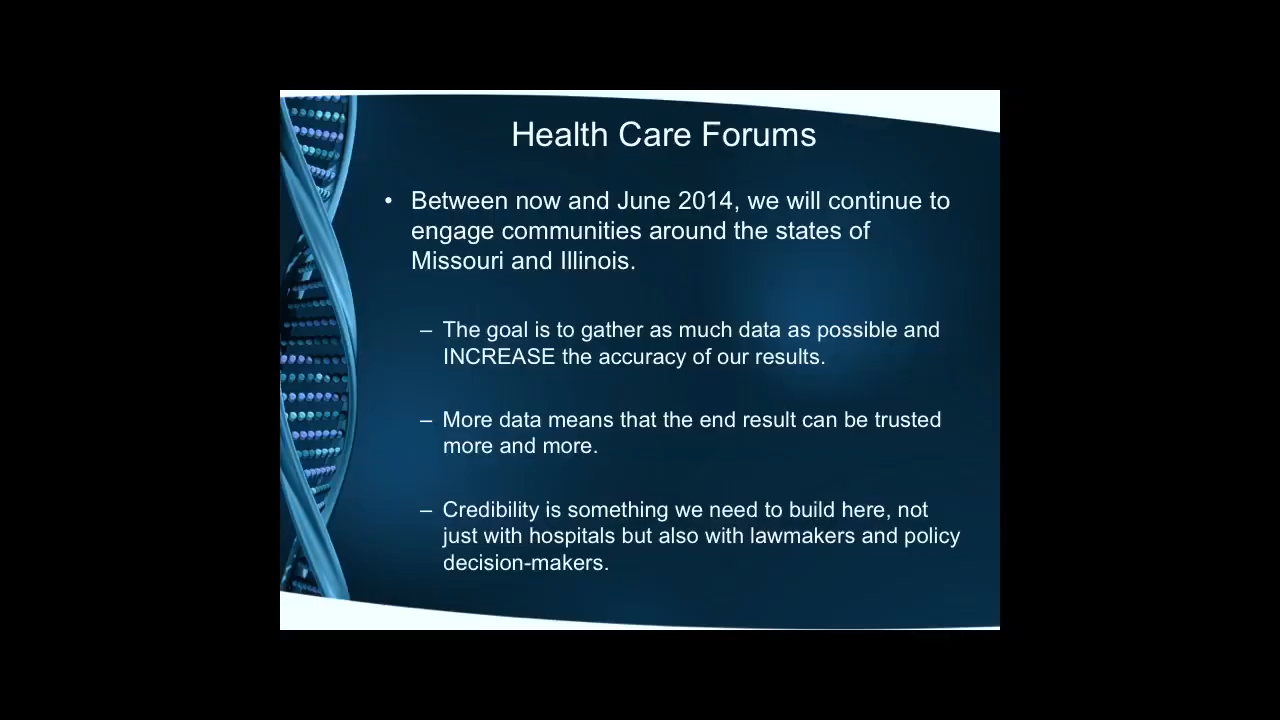 Health Care Forums
• Between now and June 2014, we will continue to
engage communities around the states of
Missouri and Illinois.
– The goal is to gather as much data as possible and
INCREASE the accuracy of our results.
– More data means that the end result can be trusted
more and more.
– Credibility is something we need to build here, not
just with hospitals but also with lawmakers and policy
decision-makers.